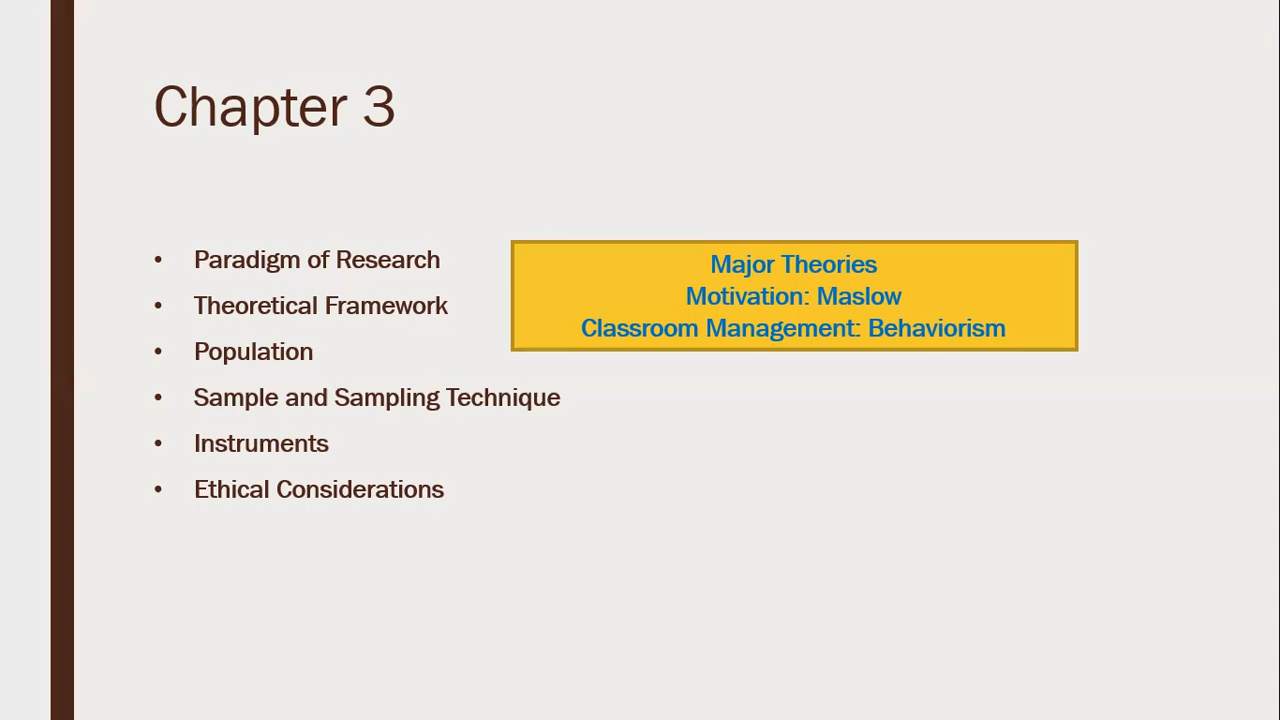 Chapter 3
• Paradigm of Research
• Theoretical Framework
• Population
• Sample and Sampling Technique
• Instruments
• Ethical Considerations
Major Theories
Motivation: Maslow
Classroom Management: Behaviorism